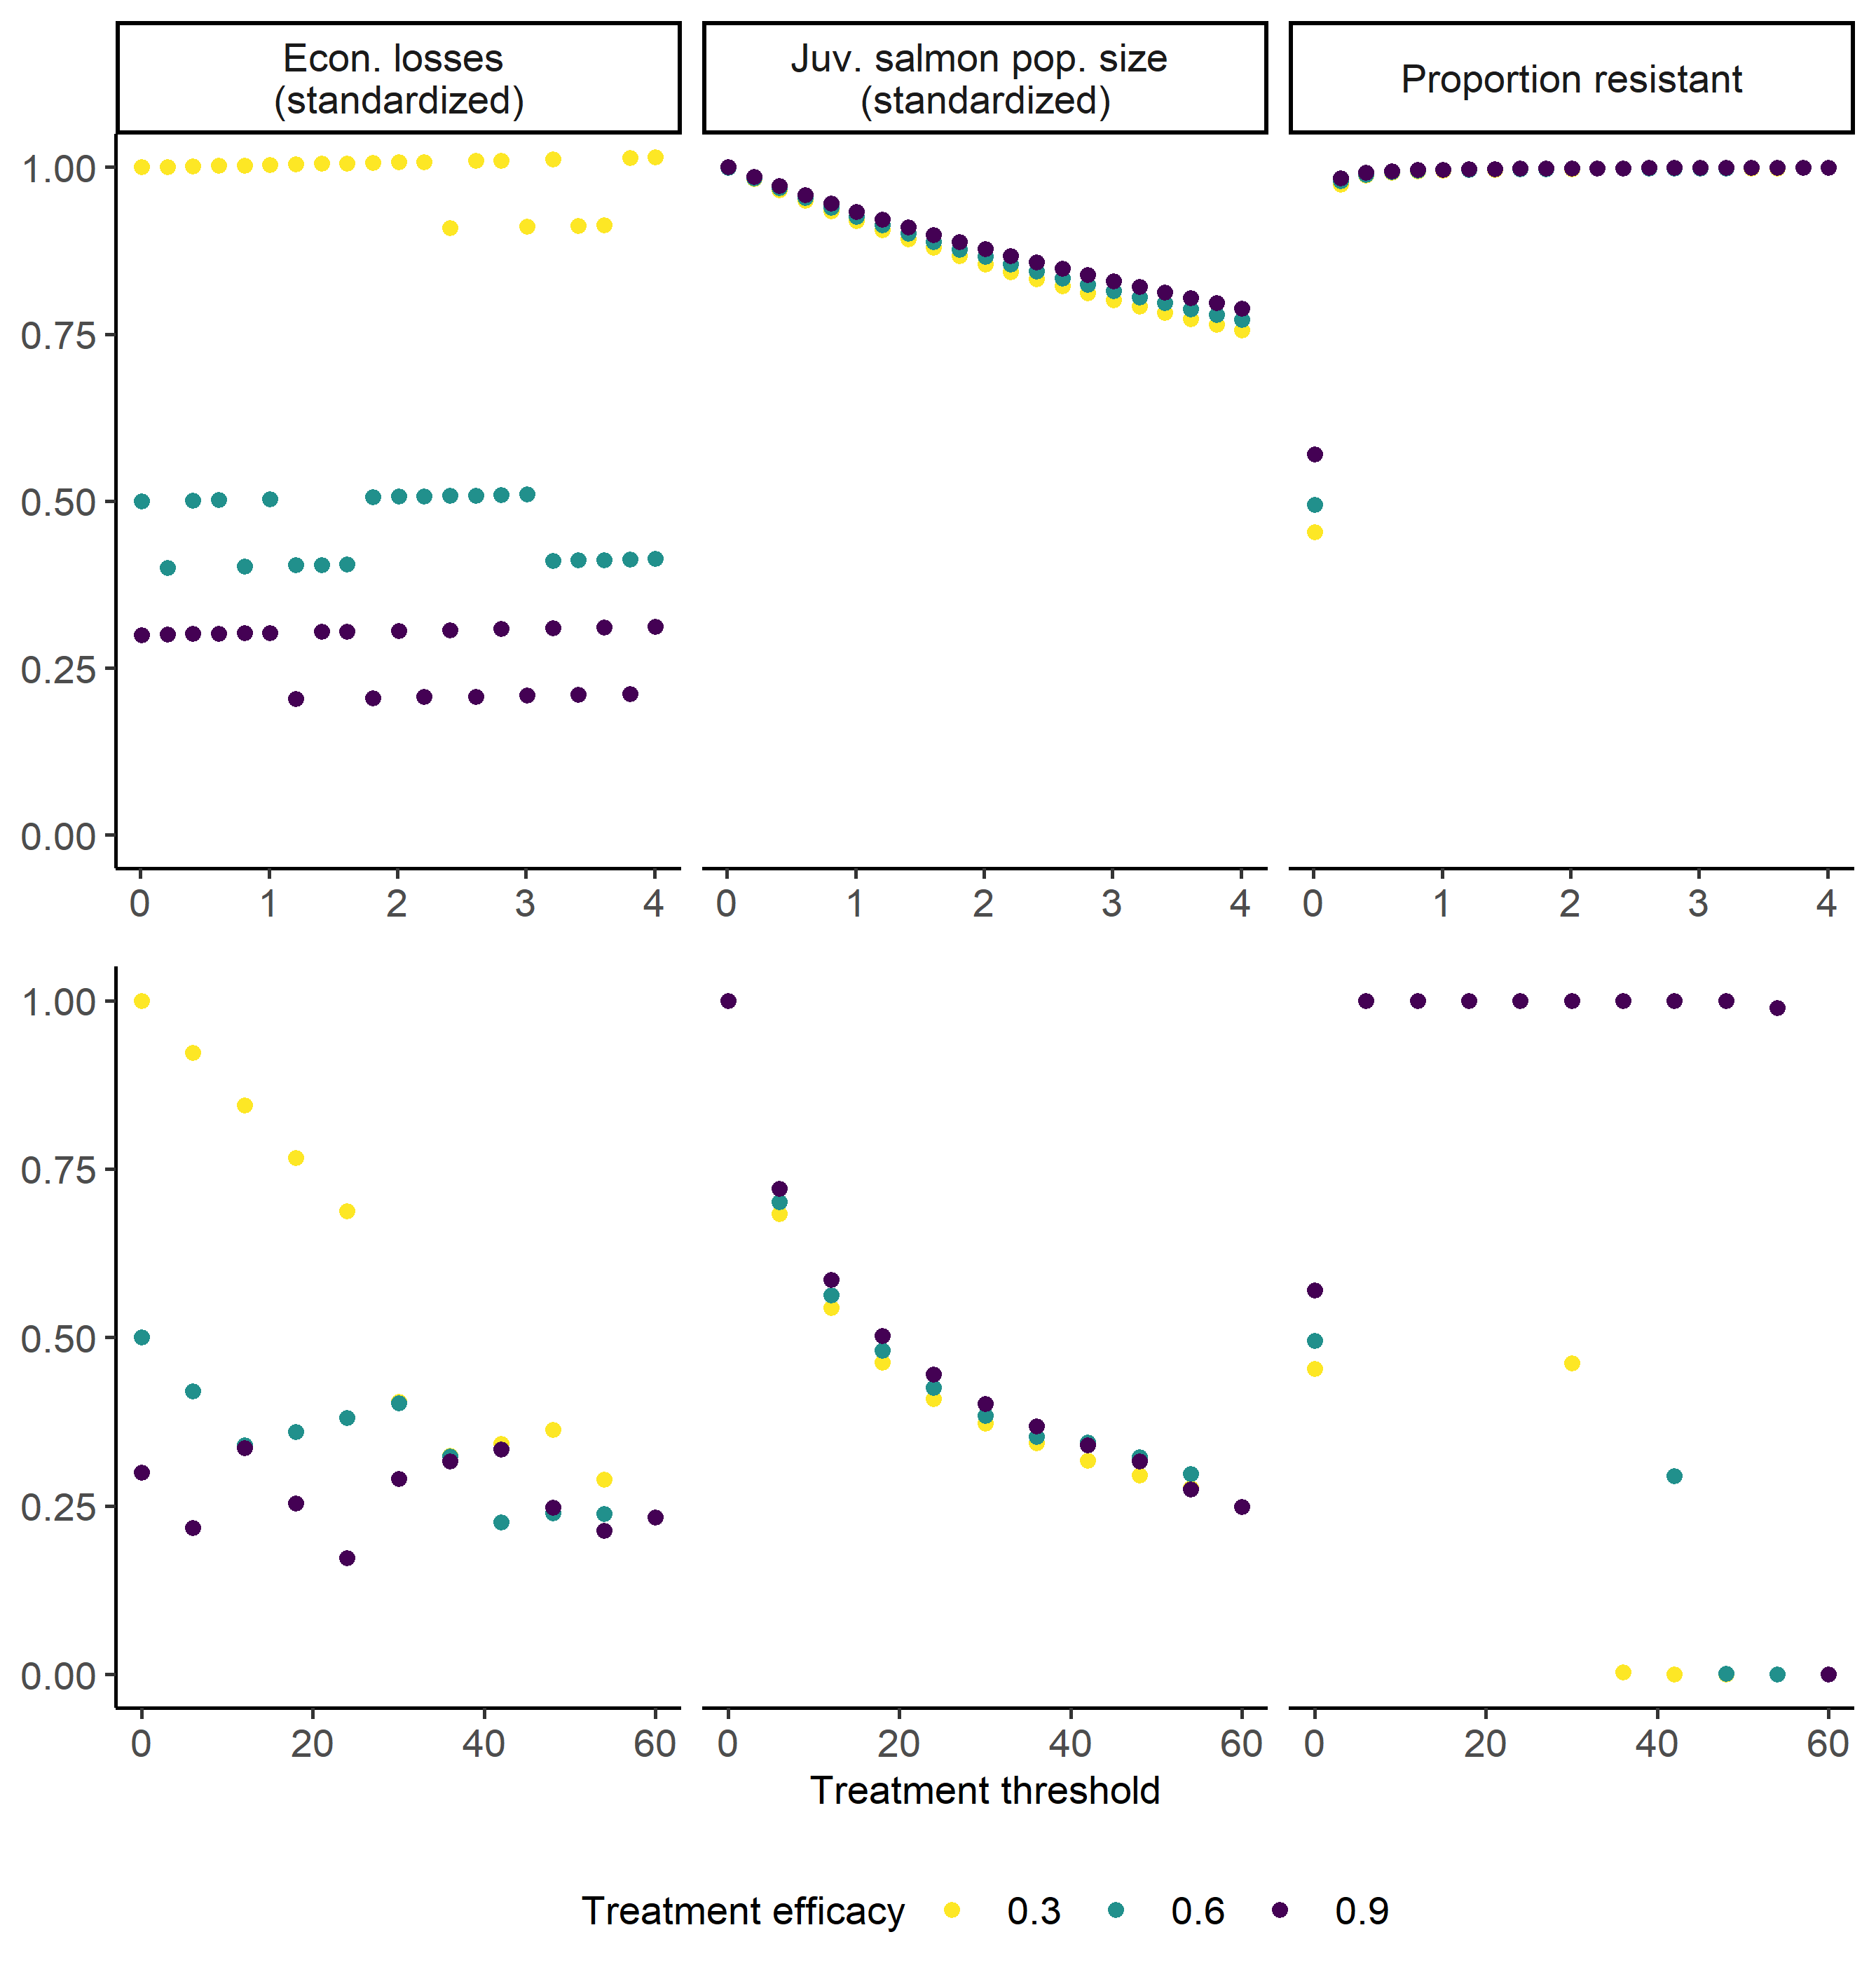 Econ. losses
(standardized)
Juv. salmon pop. size
(standardized)
Proportion resistant
1.00
0.75
0.50
0.25
0.00
0 1 2 3 4
0 1 2 3 4
0 1 2 3 4
1.00
0.75
0.50
0.25
0.00
0 20 40 60
0 20 40 60
0 20 40 60
Treatment threshold
Treatment efficacy 0.3 0.6 0.9